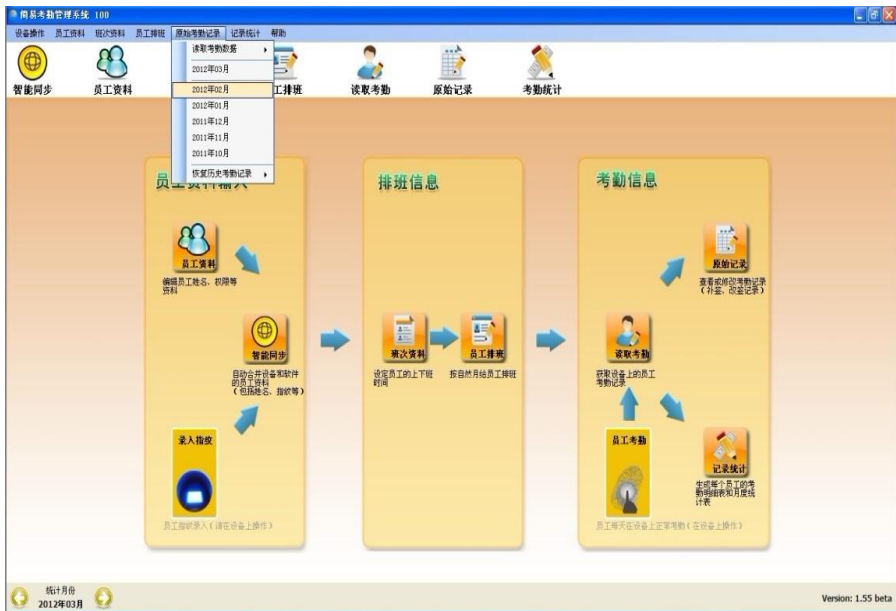 简易考勤管理系统 100
设备操作 员工资料 班次资料 员工排班 原始考勤记录 记录统计 帮助
读取考勤数据
2012年03月
2012年02月
2012年01月
2011年12月
2011年11月
2011年10月
恢复历史考勤记录
智能同步 员工资料 工排班 读取考勤 原始记录 考勤统计
员工资料输入
员工资料
编辑员工姓名、权限等
资料
智能同步
自动合并设备和软件
的员工资料
(包括姓名、指纹等)
录入指纹
员工指纹录入(请在设备上操作)
排班信息
班次资料
设定员工的上下班
时间
员工排班
按自然月给员工排班
考勤信息
原始记录
查看或修改考勤记录
(补签、改签记录)
读取考勤
获取设备上的员工
考勤记录
员工考勤
记录统计
生成每个员工的考
勤明细表和月度统
计表
员工每天在设备上正常考勤(在设备上操作)
统计月份
2012年03月
Version: 1.55 beta